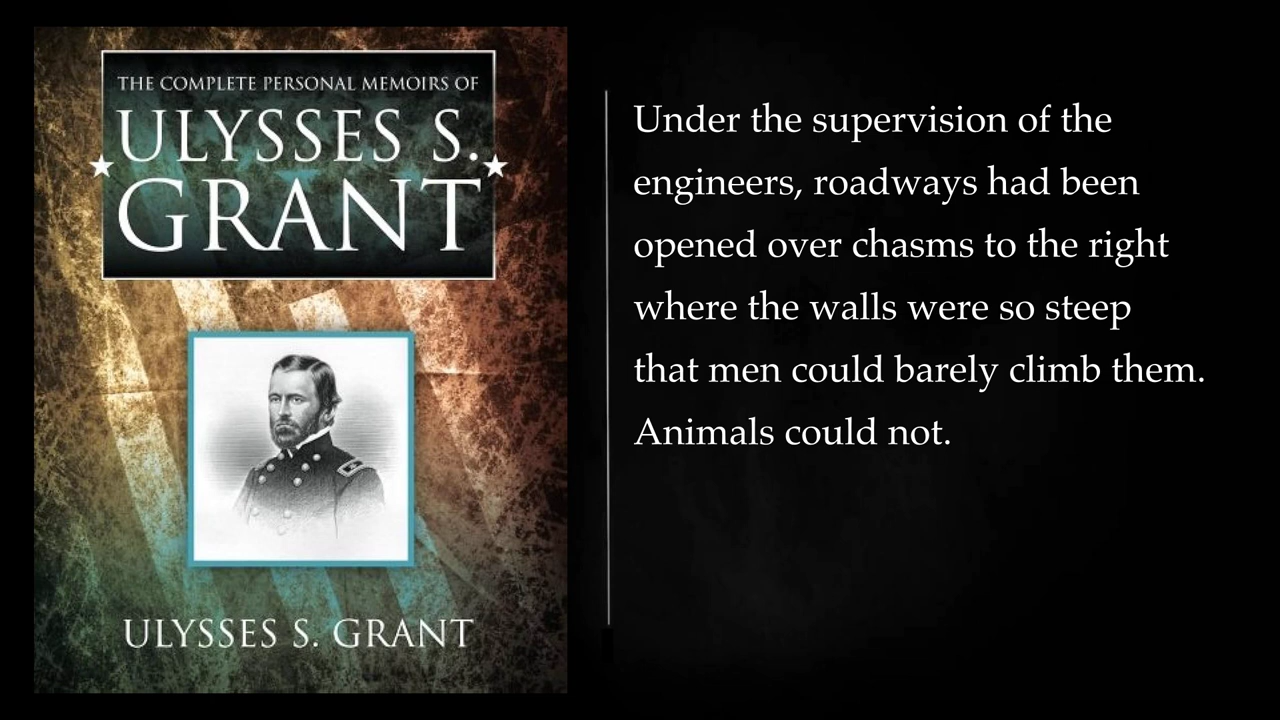 THE COMPLETE PERSONAL MEMOIRS OF
ULYSSES S.
GRANT
ULYSSES S. GRANT
Under the supervision of the
engineers, roadways had been
opened over chasms to the right
where the walls were so steep
that men could barely climb them.
Animals could not.